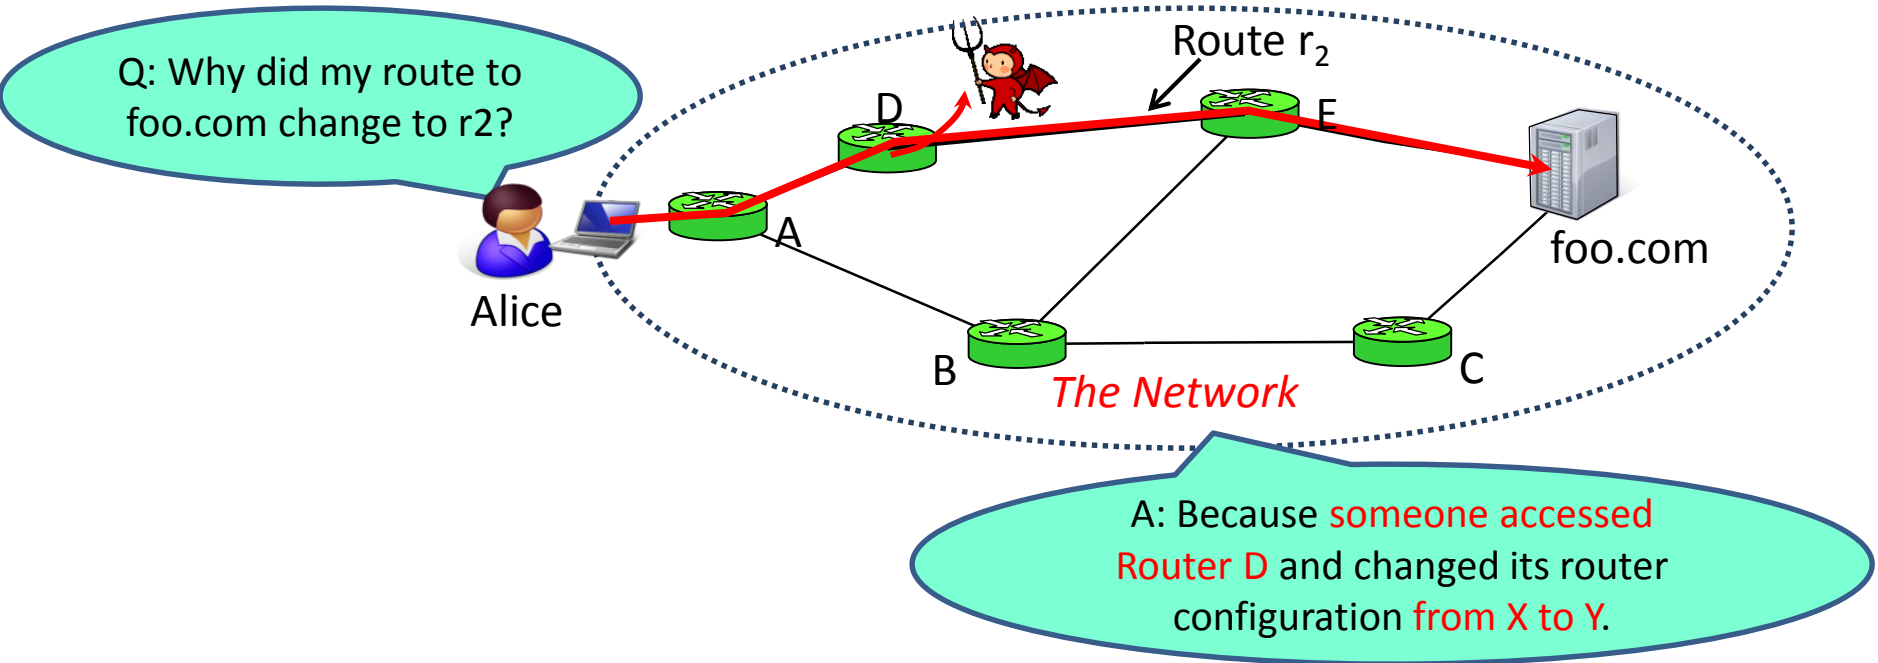 Q: Why did my route to
foo.com change to r2?
Route r₂
D
E
A
foo.com
Alice
B
C
The Network
A: Because someone accessed
Router D and changed its router
configuration from X to Y.